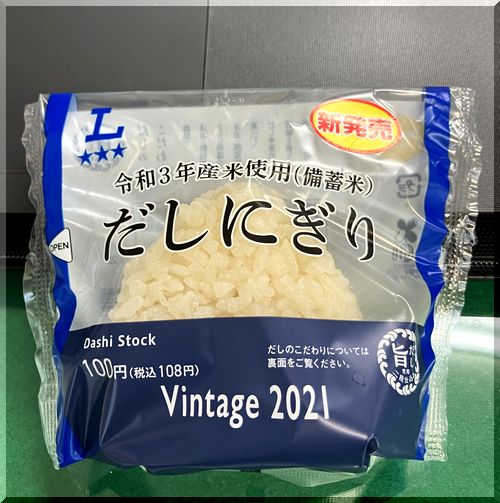 L
新発売
令和3年産米使用(備蓄米)
だしにぎり
OPEN
Dashi Stock
100円(税込108円)
だしのこだわりについては
裏面をご覧ください。
旨
Vintage 2021